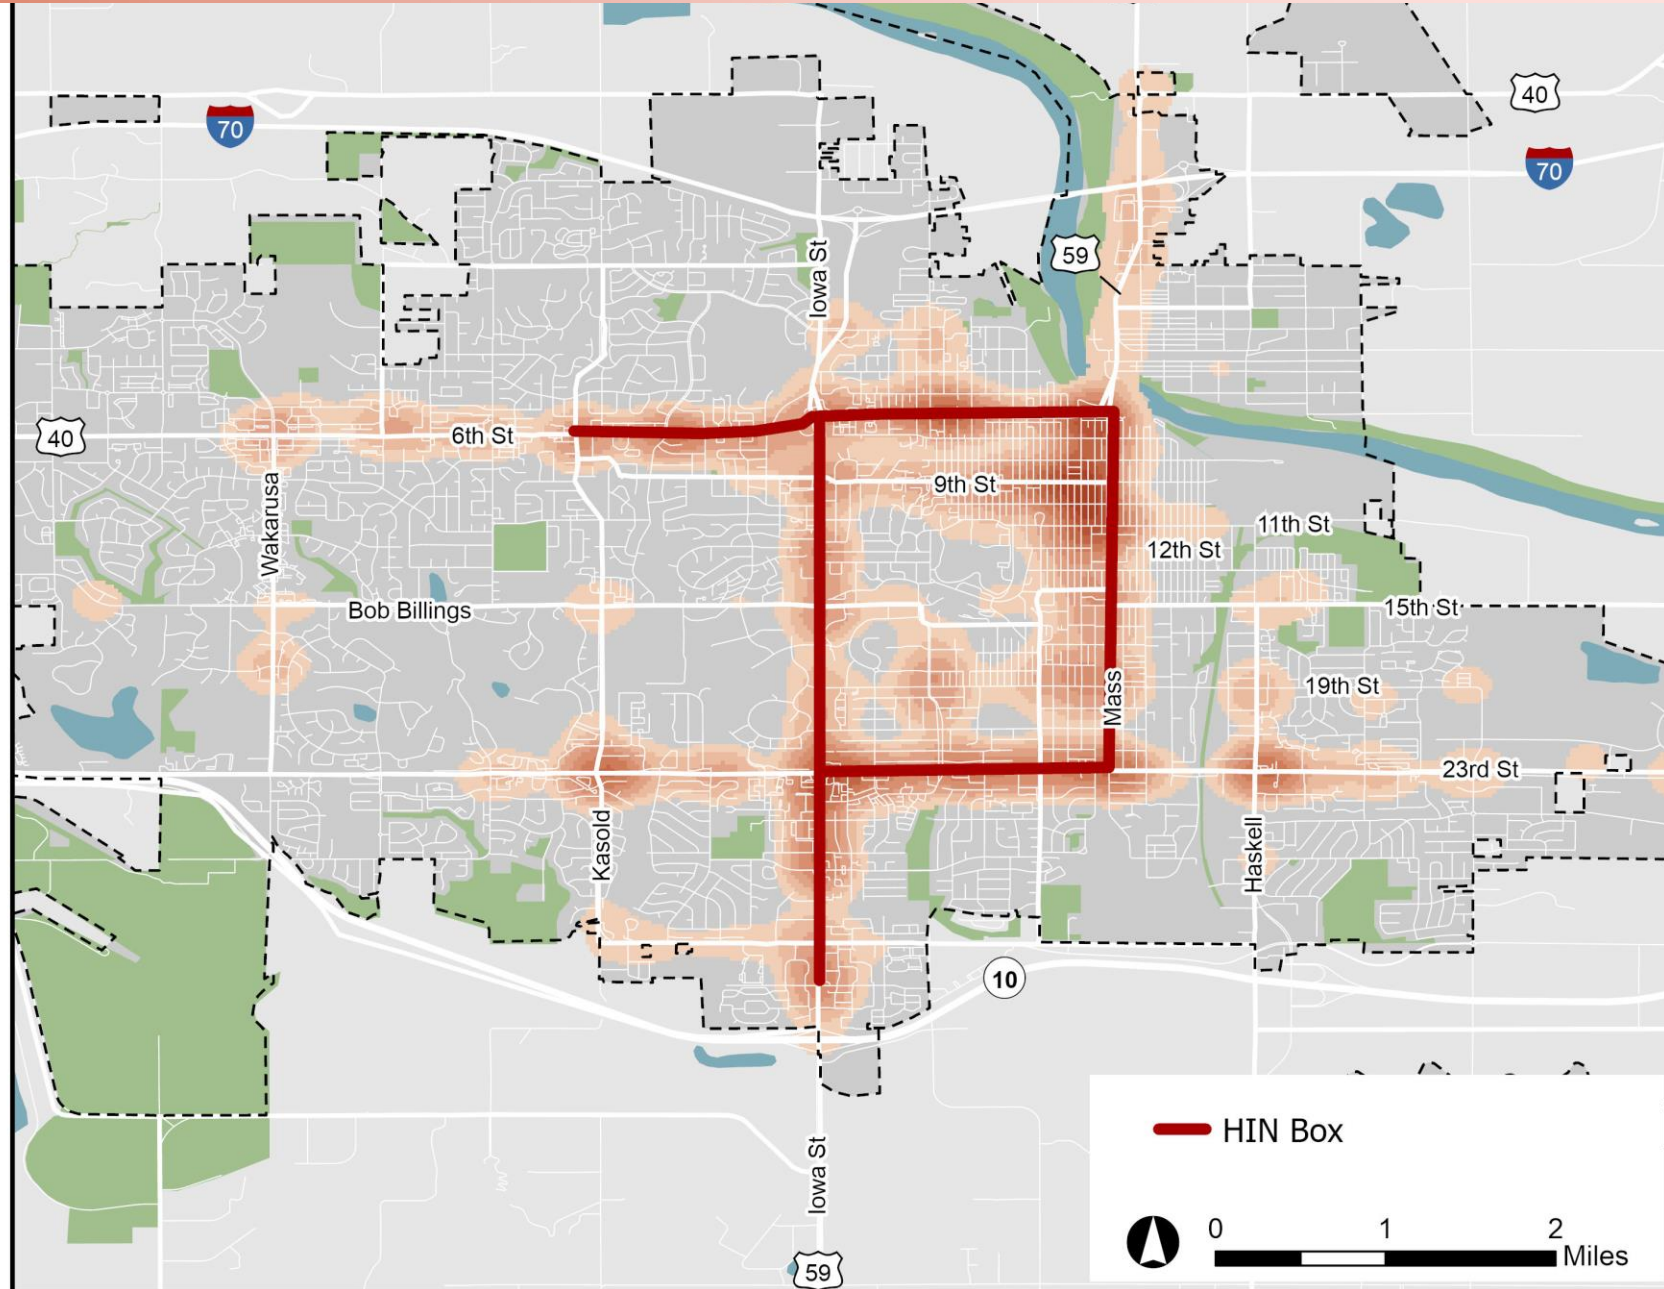 40
70
70
Iowa St
59
6th St
40
9th St
Wakarusa
11th St
12th St
Bob Billings
15th St
19th St
Mass
23rd St
Kasold
Haskell
10
HIN Box
Iowa St
0 1 2
Miles
59